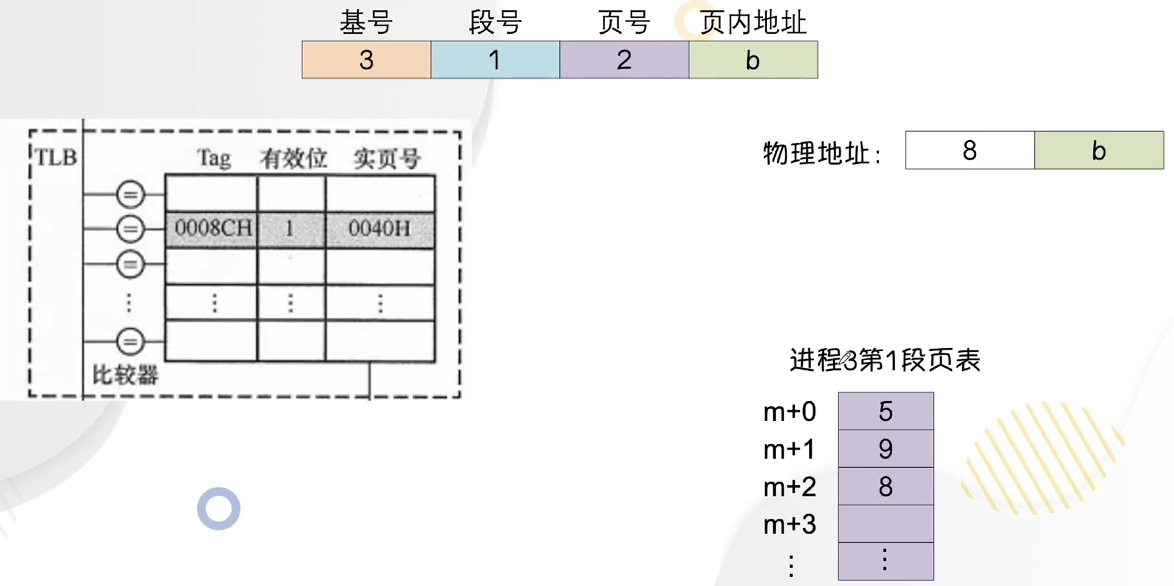 基号 段号 页号 页内地址
3 1 2 b
TLB Tag 有效位 实页号
0008CH 1 0040H
⋮ ⋮ ⋮ ⋮
比较器
物理地址： 8 b
进程3第1段页表
m+0 5
m+1 9
m+2 8
m+3
⋮ ⋮